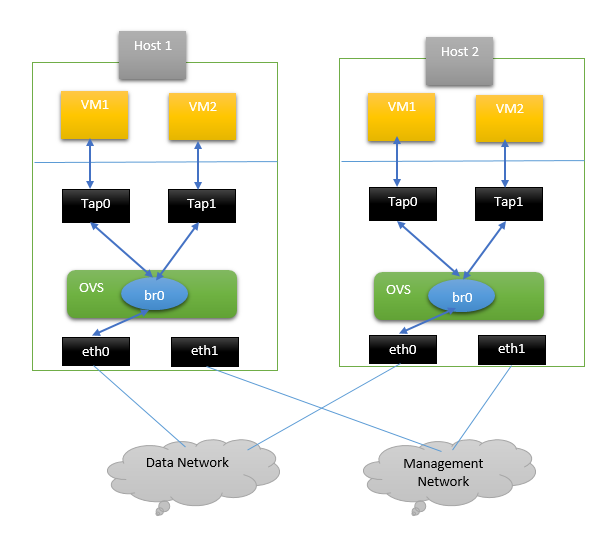 Host 1
Host 2
VM1
VM2
VM1
VM2
Tap0
Tap1
Tap0
Tap1
OVS
br0
OVS
br0
eth0
eth1
eth0
eth1
Data Network
Management
Network